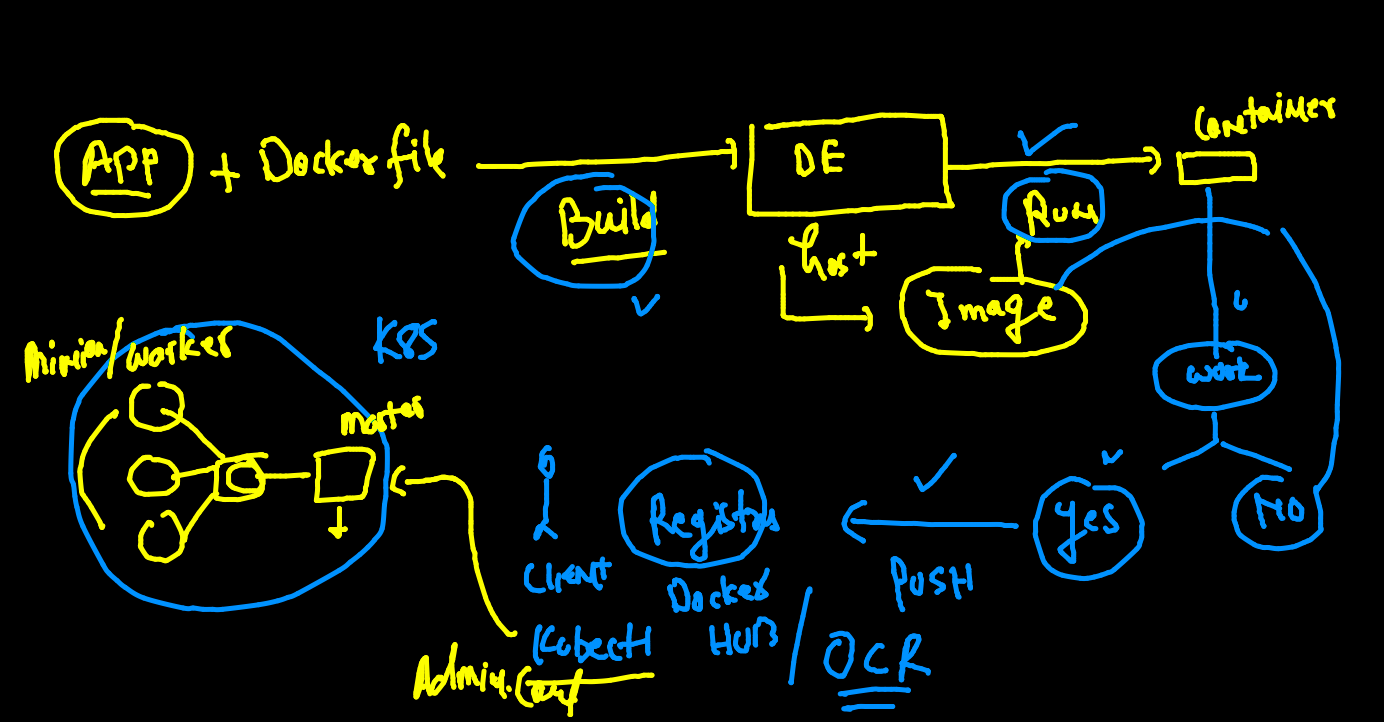 Container
App + Dockerfile
DE
Run
Build
host
Image
K8S
Minion/worker
work
master
Registry
Yes
NO
Client
Docker
HUB / OCR
PUSH
Kubectl
Admin.conf